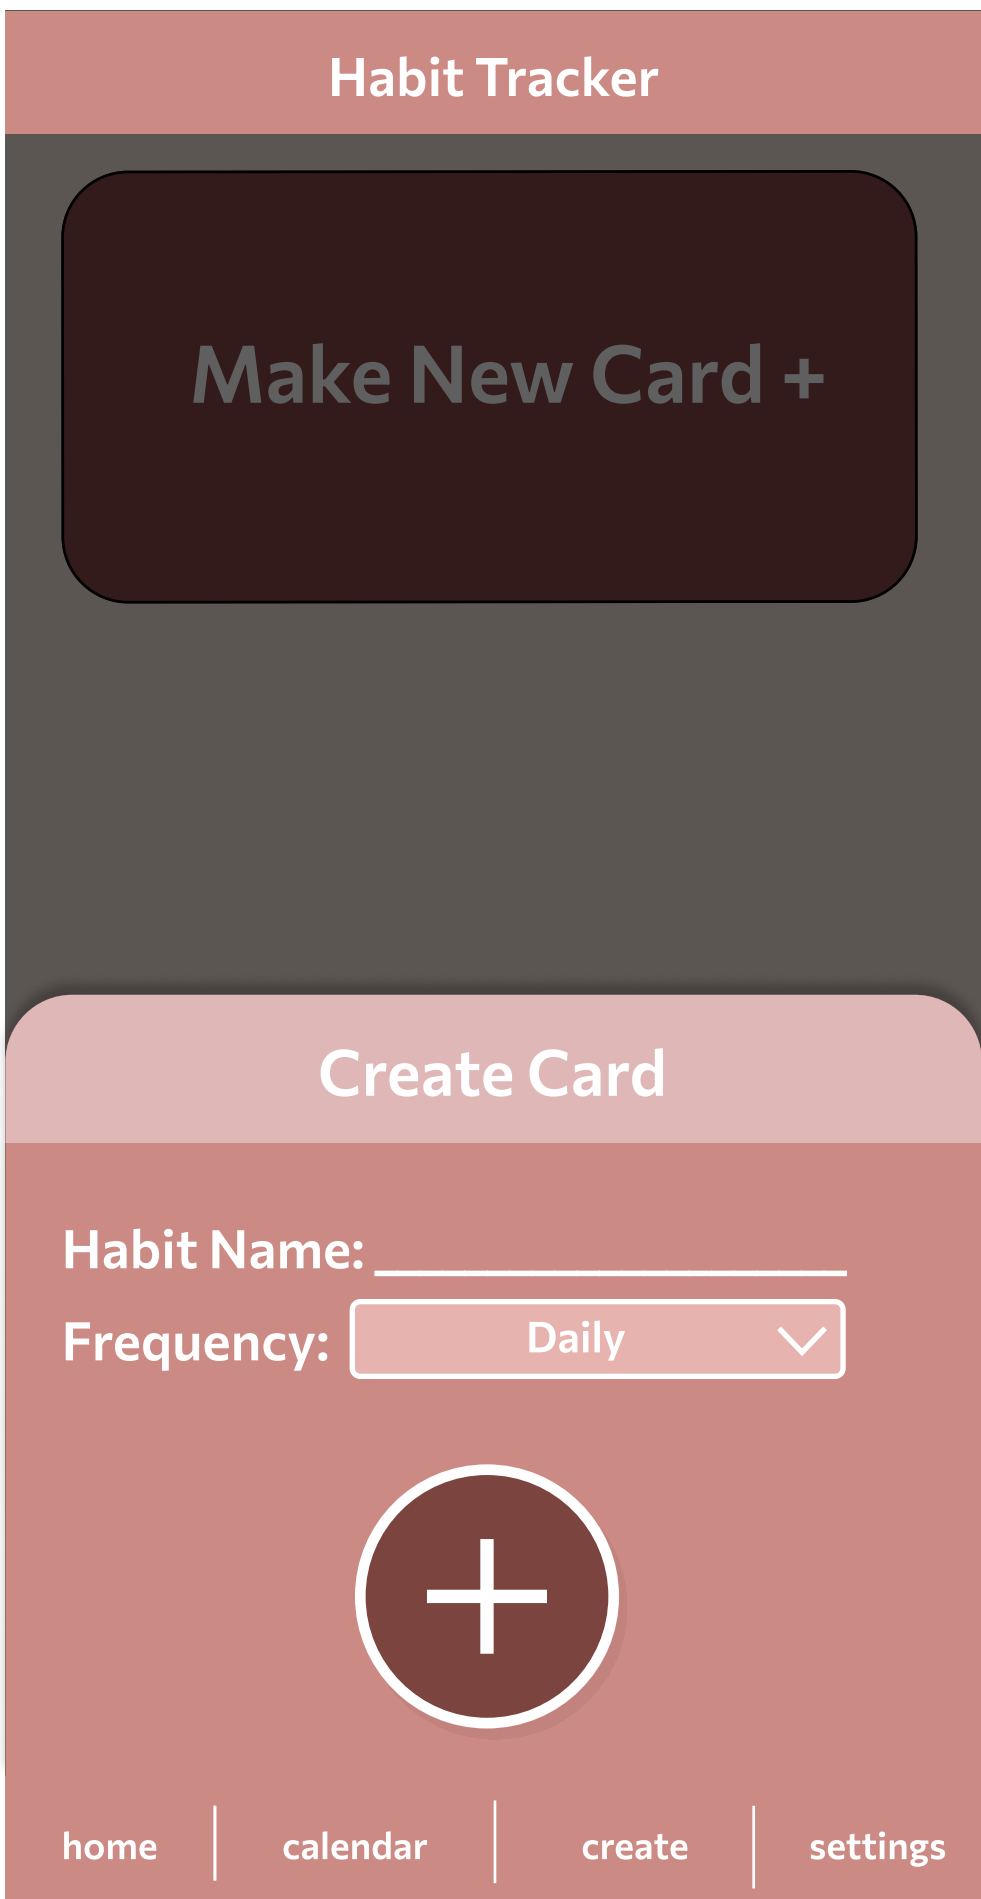 Habit Tracker
Make New Card +
Create Card
Habit Name:
Frequency: Daily
home calendar create settings